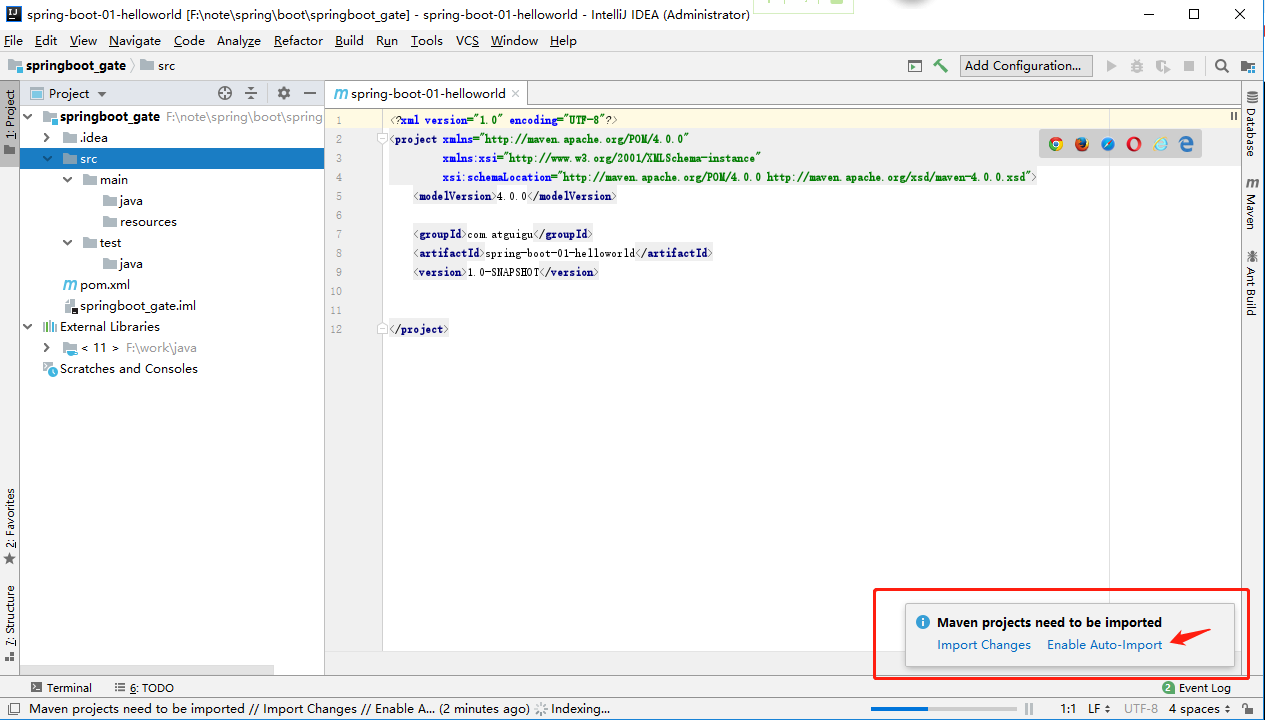 spring-boot-01-helloworld [F:\note\spring\boot\springboot_gate] - spring-boot-01-helloworld - IntelliJ IDEA (Administrator)
File Edit View Navigate Code Analyze Refactor Build Run Tools VCS Window Help
springboot_gate src
Add Configuration...
1: Project
2: Favorites
7: Structure
Project
springboot_gate F:\note\spring\boot\spring
.idea
src
main
java
resources
test
java
pom.xml
springboot_gate.iml
External Libraries
< 11 > F:\work\java
Scratches and Consoles
spring-boot-01-helloworld
1 <?xml version="1.0" encoding="UTF-8"?>
2 <project xmlns="http://maven.apache.org/POM/4.0.0"
3 xmlns:xsi="http://www.w3.org/2001/XMLSchema-instance"
4 xsi:schemaLocation="http://maven.apache.org/POM/4.0.0 http://maven.apache.org/xsd/maven-4.0.0.xsd">
5 <modelVersion>4.0.0</modelVersion>
6
7 <groupId>com.atguigu</groupId>
8 <artifactId>spring-boot-01-helloworld</artifactId>
9 <version>1.0-SNAPSHOT</version>
10
11
12 </project>
Database
Maven
Ant Build
Maven projects need to be imported
Import Changes Enable Auto-Import
Terminal 6: TODO 2 Event Log
Maven projects need to be imported // Import Changes // Enable A... (2 minutes ago) Indexing... 1:1 LF UTF-8 4 spaces